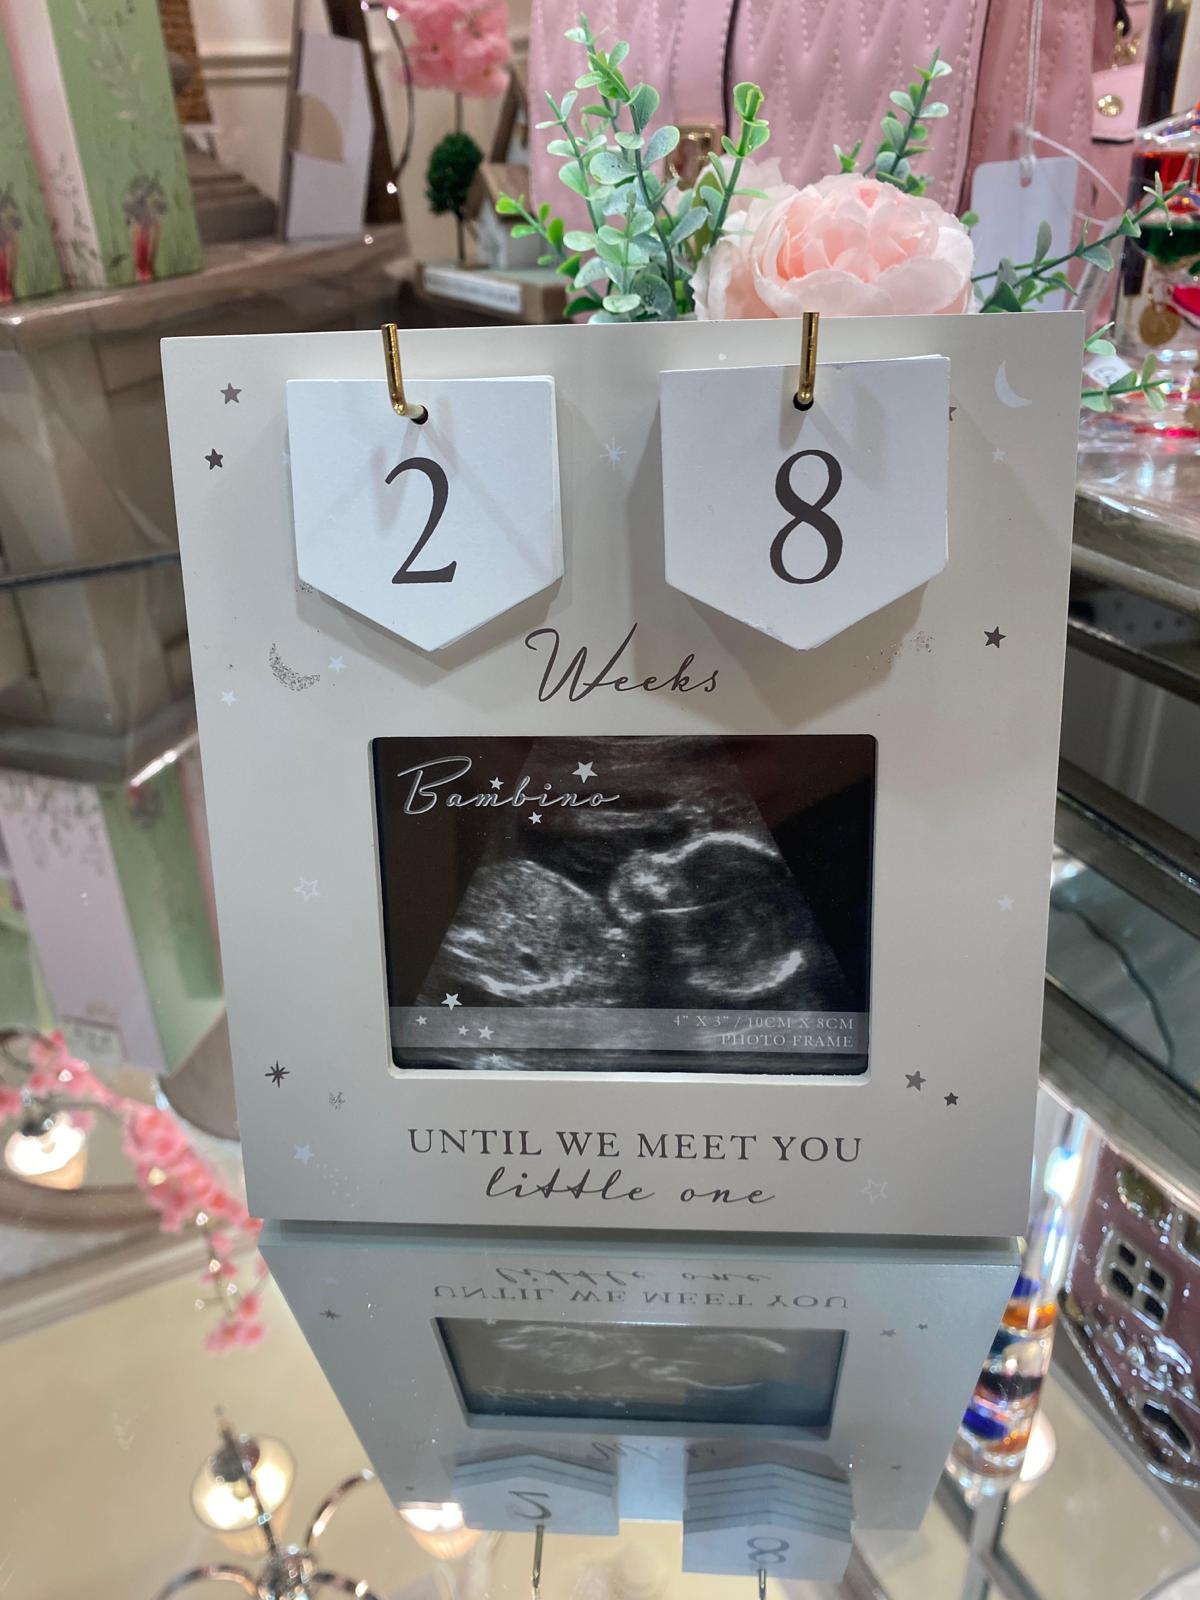 2 8
Weeks
Bambino
4" X 3" / 10CM X 8CM
PHOTO FRAME
UNTIL WE MEET YOU
little one